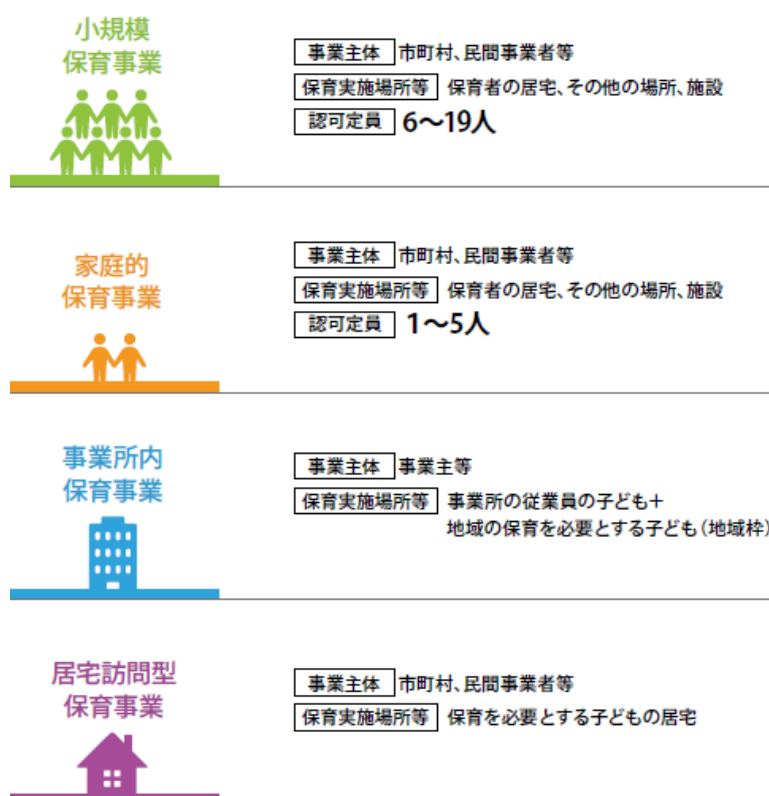 小規模
保育事業
事業主体 市町村、民間事業者等
保育実施場所等 保育者の居宅、その他の場所、施設
認可定員 6〜19人
家庭的
保育事業
事業主体 市町村、民間事業者等
保育実施場所等 保育者の居宅、その他の場所、施設
認可定員 1〜5人
事業所内
保育事業
事業主体 事業主等
保育実施場所等 事業所の従業員の子ども+
地域の保育を必要とする子ども(地域枠)
居宅訪問型
保育事業
事業主体 市町村、民間事業者等
保育実施場所等 保育を必要とする子どもの居宅